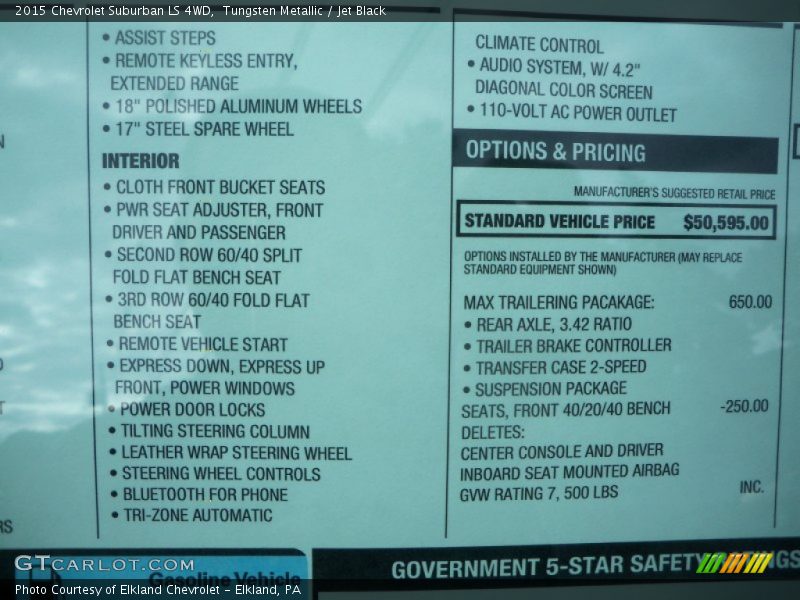 2015 Chevrolet Suburban LS 4WD, Tungsten Metallic / Jet Black
• ASSIST STEPS
• REMOTE KEYLESS ENTRY,
EXTENDED RANGE
• 18" POLISHED ALUMINUM WHEELS
• 17" STEEL SPARE WHEEL
INTERIOR
• CLOTH FRONT BUCKET SEATS
• PWR SEAT ADJUSTER, FRONT
DRIVER AND PASSENGER
• SECOND ROW 60/40 SPLIT
FOLD FLAT BENCH SEAT
• 3RD ROW 60/40 FOLD FLAT
BENCH SEAT
• REMOTE VEHICLE START
• EXPRESS DOWN, EXPRESS UP
FRONT, POWER WINDOWS
• POWER DOOR LOCKS
• TILTING STEERING COLUMN
• LEATHER WRAP STEERING WHEEL
• STEERING WHEEL CONTROLS
• BLUETOOTH FOR PHONE
• TRI-ZONE AUTOMATIC
CLIMATE CONTROL
• AUDIO SYSTEM, W/ 4.2"
DIAGONAL COLOR SCREEN
• 110-VOLT AC POWER OUTLET
OPTIONS & PRICING
MANUFACTURER'S SUGGESTED RETAIL PRICE
STANDARD VEHICLE PRICE $50,595.00
OPTIONS INSTALLED BY THE MANUFACTURER (MAY REPLACE
STANDARD EQUIPMENT SHOWN)
MAX TRAILERING PACAKAGE: 650.00
• REAR AXLE, 3.42 RATIO
• TRAILER BRAKE CONTROLLER
• TRANSFER CASE 2-SPEED
• SUSPENSION PACKAGE
SEATS, FRONT 40/20/40 BENCH -250.00
DELETES:
CENTER CONSOLE AND DRIVER
INBOARD SEAT MOUNTED AIRBAG
GVW RATING 7, 500 LBS INC.
GOVERNMENT 5-STAR SAFETY
GTCARLOT.COM
Gasoline Vehicle
Photo Courtesy of Elkland Chevrolet - Elkland, PA